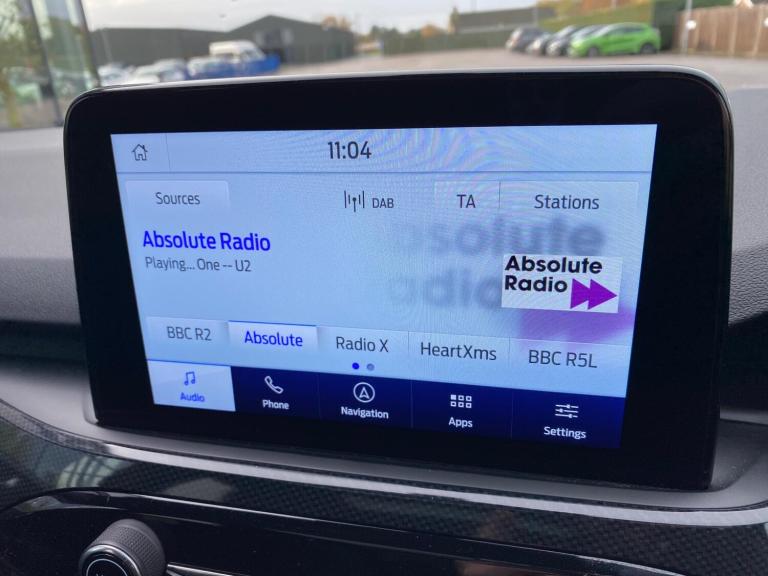 11:04
Sources
DAB
TA
Stations
Absolute Radio
Playing... One -- U2
Absolute
Radio
BBC R2
Absolute
Radio X
HeartXms
BBC R5L
Audio
Phone
Navigation
Apps
Settings